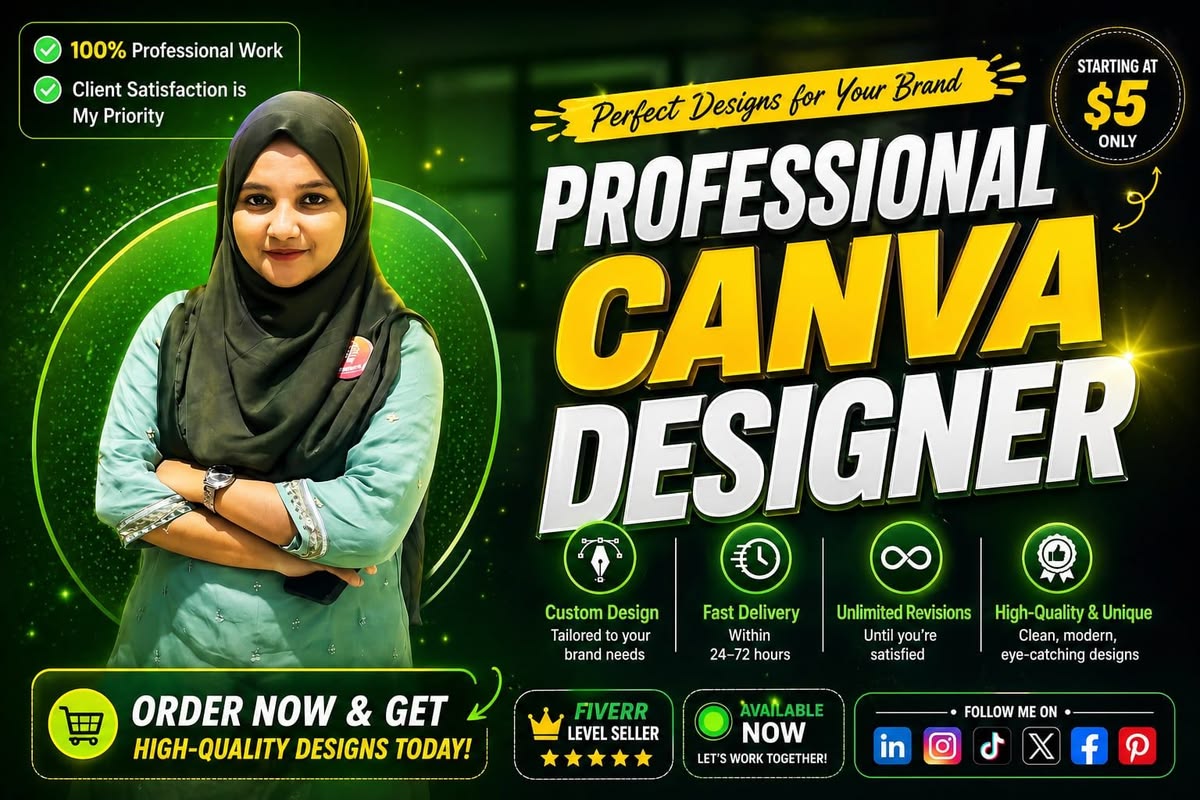 100% Professional Work
Client Satisfaction is
My Priority
Perfect Designs for Your Brand
STARTING AT
$5
ONLY
PROFESSIONAL
CANVA
DESIGNER
Custom Design
Tailored to your
brand needs
Fast Delivery
Within
24–72 hours
Unlimited Revisions
Until you're
satisfied
High-Quality & Unique
Clean, modern,
eye-catching designs
ORDER NOW & GET
HIGH-QUALITY DESIGNS TODAY!
FIVERR
LEVEL SELLER
AVAILABLE
NOW
LET'S WORK TOGETHER!
FOLLOW ME ON